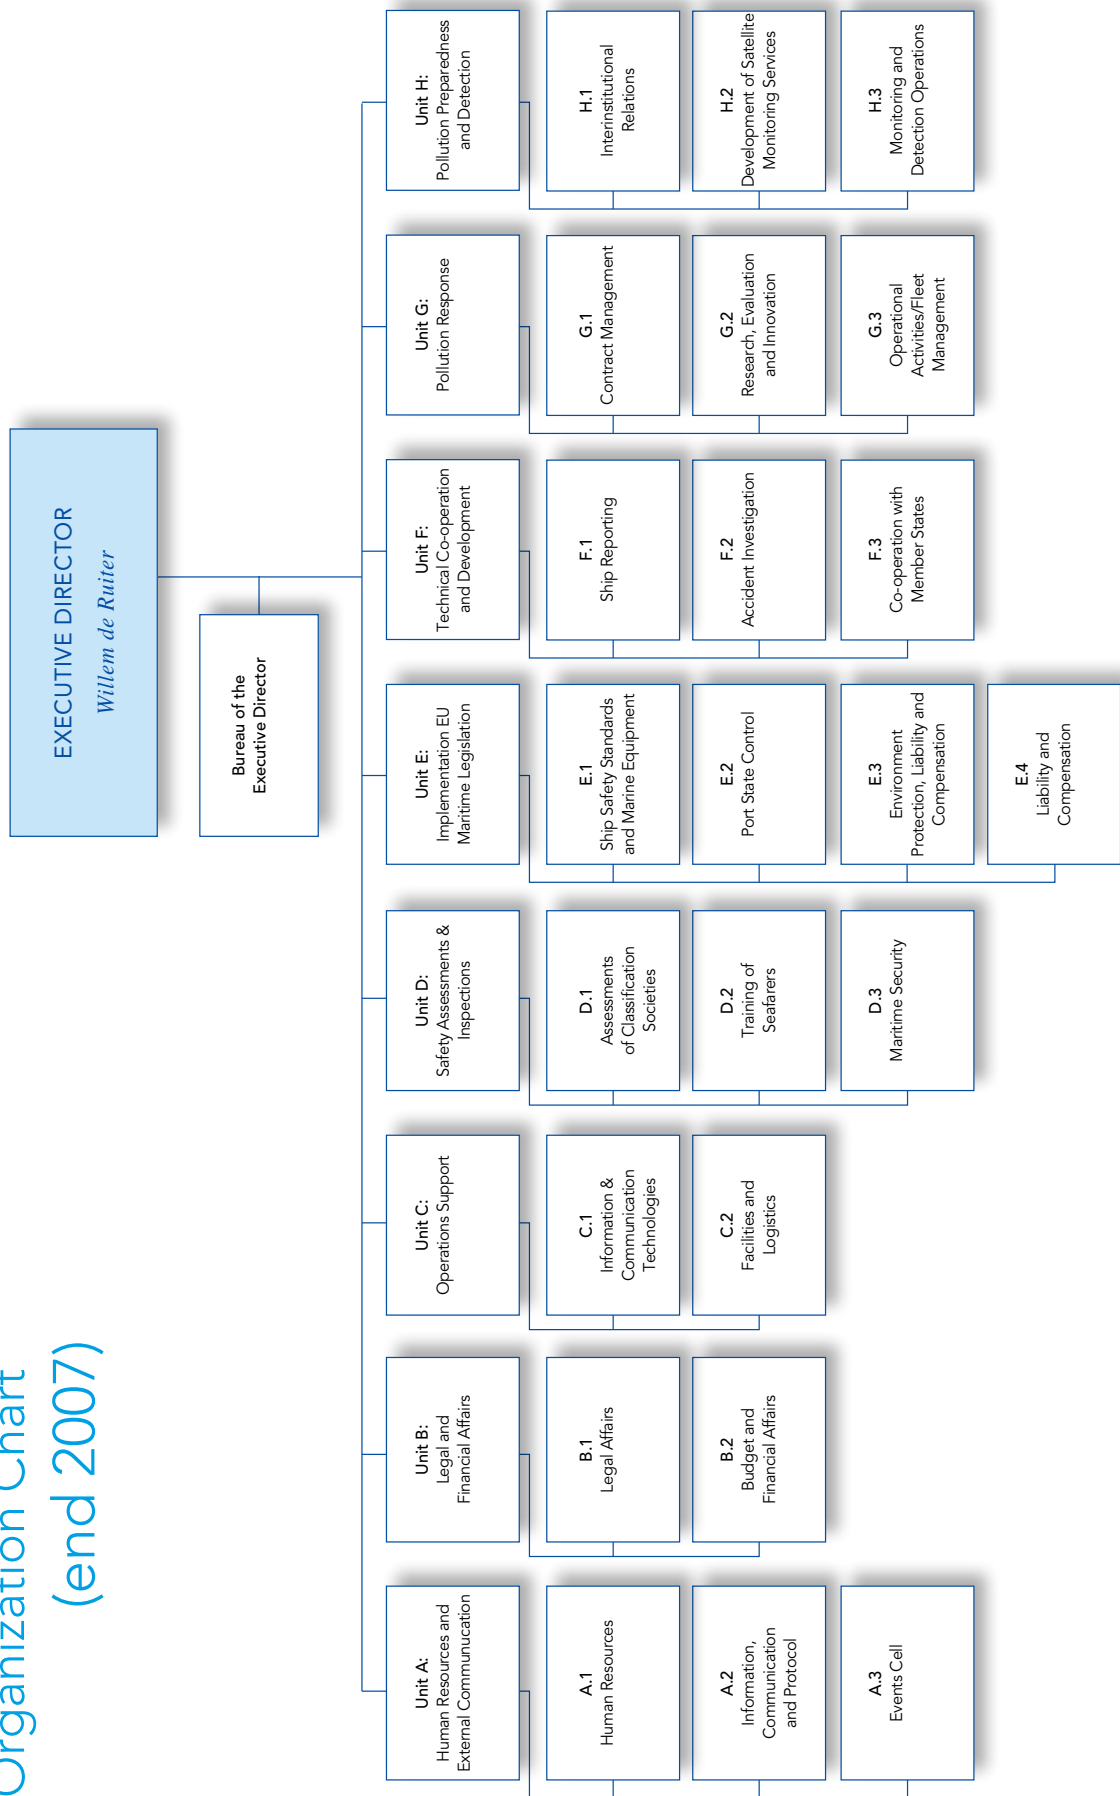 Organization Chart
(end 2007)
EXECUTIVE DIRECTOR
Willem de Ruiter
Bureau of the
Executive Director
Unit A:
Human Resources and
External Communucation
A.1
Human Resources
A.2
Information,
Communication
and Protocol
A.3
Events Cell
Unit B:
Legal and
Financial Affairs
B.1
Legal Affairs
B.2
Budget and
Financial Affairs
Unit C:
Operations Support
C.1
Information &
Communication
Technologies
C.2
Facilities and
Logistics
Unit D:
Safety Assessments &
Inspections
D.1
Assessments
of Classification
Societies
D.2
Training of
Seafarers
D.3
Maritime Security
Unit E:
Implementation EU
Maritime Legislation
E.1
Ship Safety Standards
and Marine Equipment
E.2
Port State Control
E.3
Environment
Protection, Liability and
Compensation
E.4
Liability and
Compensation
Unit F:
Technical Co-operation
and Development
F.1
Ship Reporting
F.2
Accident Investigation
F.3
Co-operation with
Member States
Unit G:
Pollution Response
G.1
Contract Management
G.2
Research, Evaluation
and Innovation
G.3
Operational
Activities/Fleet
Management
Unit H:
Pollution Preparedness
and Detection
H.1
Interinstitutional
Relations
H.2
Development of Satellite
Monitoring Services
H.3
Monitoring and
Detection Operations